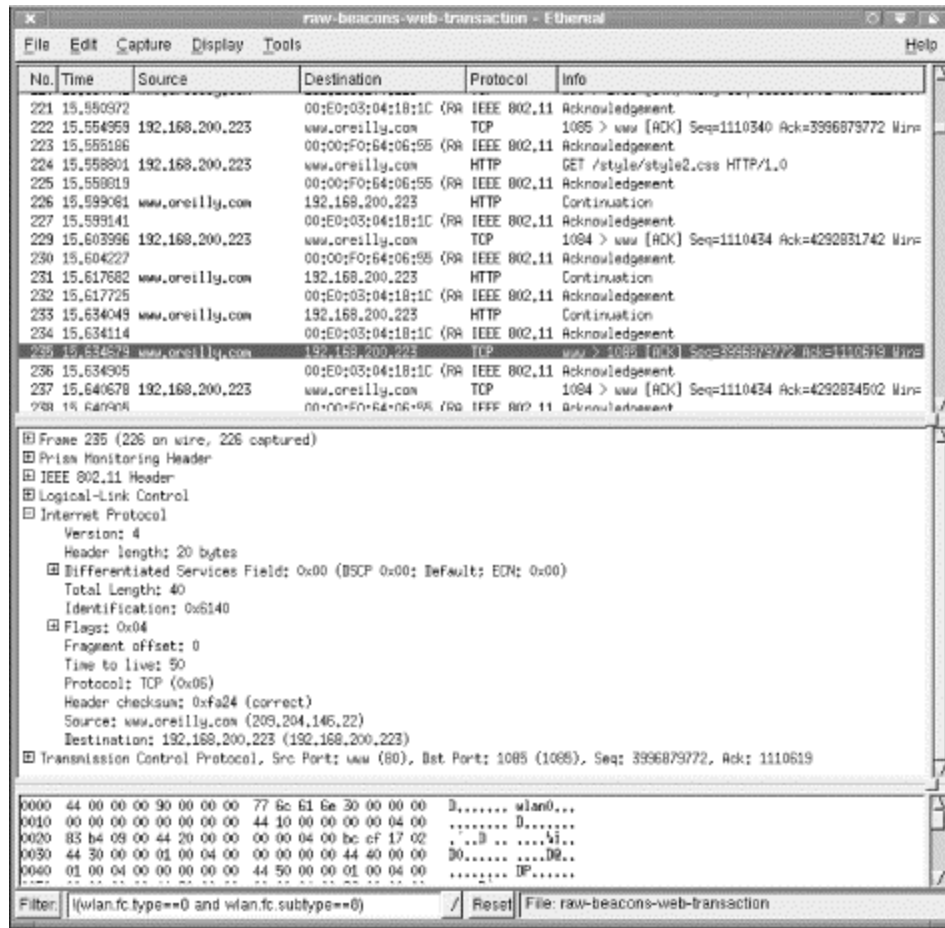 raw-beacons-web-transaction - Ethereal
File Edit Capture Display Tools Help
No. Time Source Destination Protocol Info
221 15.550972 00:E0:03:04:18:1C (RA IEEE 802.11 Acknowledgement
222 15.554959 192.168.200.223 www.oreilly.com TCP 1085 > www [ACK] Seq=1110340 Ack=3996879772 Win=
223 15.555186 00:00:F0:64:06:55 (RA IEEE 802.11 Acknowledgement
224 15.558801 192.168.200.223 www.oreilly.com HTTP GET /style/style2.css HTTP/1.0
225 15.558819 00:00:F0:64:06:55 (RA IEEE 802.11 Acknowledgement
226 15.599081 www.oreilly.com 192.168.200.223 HTTP Continuation
227 15.599141 00:E0:03:04:18:1C (RA IEEE 802.11 Acknowledgement
229 15.603996 192.168.200.223 www.oreilly.com TCP 1084 > www [ACK] Seq=1110434 Ack=4292831742 Win=
230 15.604227 00:00:F0:64:06:55 (RA IEEE 802.11 Acknowledgement
231 15.617682 www.oreilly.com 192.168.200.223 HTTP Continuation
232 15.617725 00:E0:03:04:18:1C (RA IEEE 802.11 Acknowledgement
233 15.634049 www.oreilly.com 192.168.200.223 HTTP Continuation
234 15.634114 00:E0:03:04:18:1C (RA IEEE 802.11 Acknowledgement
235 15.634679 www.oreilly.com 192.168.200.223 TCP www > 1085 [ACK] Seq=3996879772 Ack=1110619 Win=
236 15.634905 00:E0:03:04:18:1C (RA IEEE 802.11 Acknowledgement
237 15.640678 192.168.200.223 www.oreilly.com TCP 1084 > www [ACK] Seq=1110434 Ack=4292834502 Win=
238 15.640905 00:00:F0:64:06:55 (RA IEEE 802.11 Acknowledgement
Frame 235 (226 on wire, 226 captured)
Prism Monitoring Header
IEEE 802.11 Header
Logical-Link Control
Internet Protocol
Version: 4
Header length: 20 bytes
Differentiated Services Field: 0x00 (DSCP 0x00: Default; ECN: 0x00)
Total Length: 40
Identification: 0x6140
Flags: 0x04
Fragment offset: 0
Time to live: 50
Protocol: TCP (0x06)
Header checksum: 0xfa24 (correct)
Source: www.oreilly.com (209.204.146.22)
Destination: 192.168.200.223 (192.168.200.223)
Transmission Control Protocol, Src Port: www (80), Dst Port: 1085 (1085), Seq: 3996879772, Ack: 1110619
0000 44 00 00 00 90 00 00 00 77 6c 61 6e 30 00 00 00 D....... wlan0...
0010 00 00 00 00 00 00 00 00 44 10 00 00 00 00 04 00 ........ D.......
0020 83 b4 09 00 44 20 00 00 00 00 04 00 bc cf 17 02
0030 44 30 00 00 01 00 04 00 00 00 00 00 44 40 00 00 D0...... ....D@..
0040 01 00 04 00 00 00 00 00 44 50 00 00 01 00 04 00 ........ DP......
Filter: !(wlan.fc.type==0 and wlan.fc.subtype==8) / Reset File: raw-beacons-web-transaction